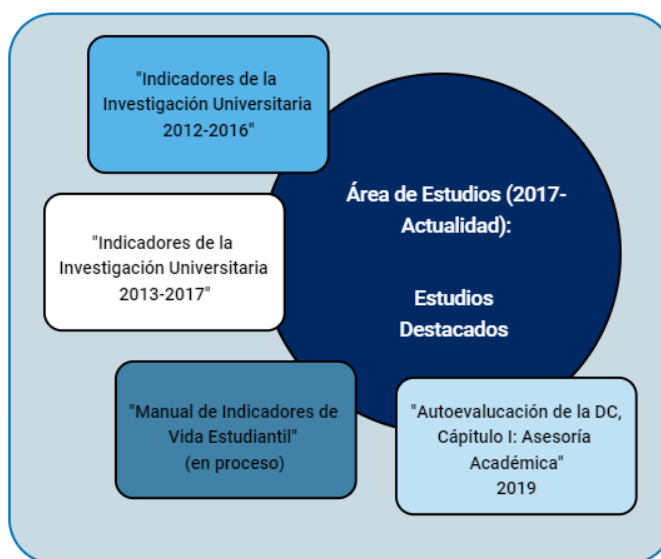 "Indicadores de la
Investigación Universitaria
2012-2016"
Área de Estudios (2017-
Actualidad):
Estudios
Destacados
"Indicadores de la
Investigación Universitaria
2013-2017"
"Manual de Indicadores de
Vida Estudiantil"
(en proceso)
"Autoevalucación de la DC,
Cápitulo I: Asesoría
Académica"
2019